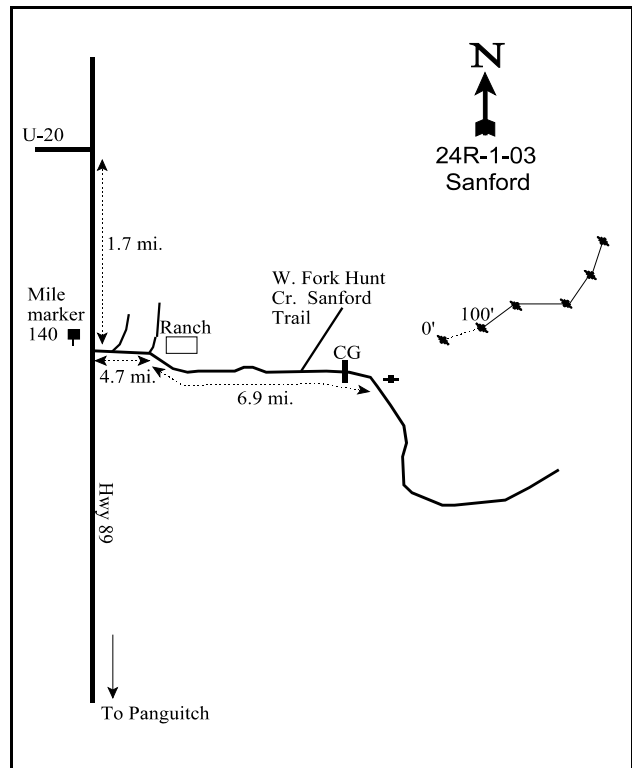 N
24R-1-03
Sanford
U-20
1.7 mi.
Mile
marker
140
W. Fork Hunt
Cr. Sanford
Trail
0'
100'
Ranch
CG
4.7 mi.
6.9 mi.
Hwy 89
To Panguitch